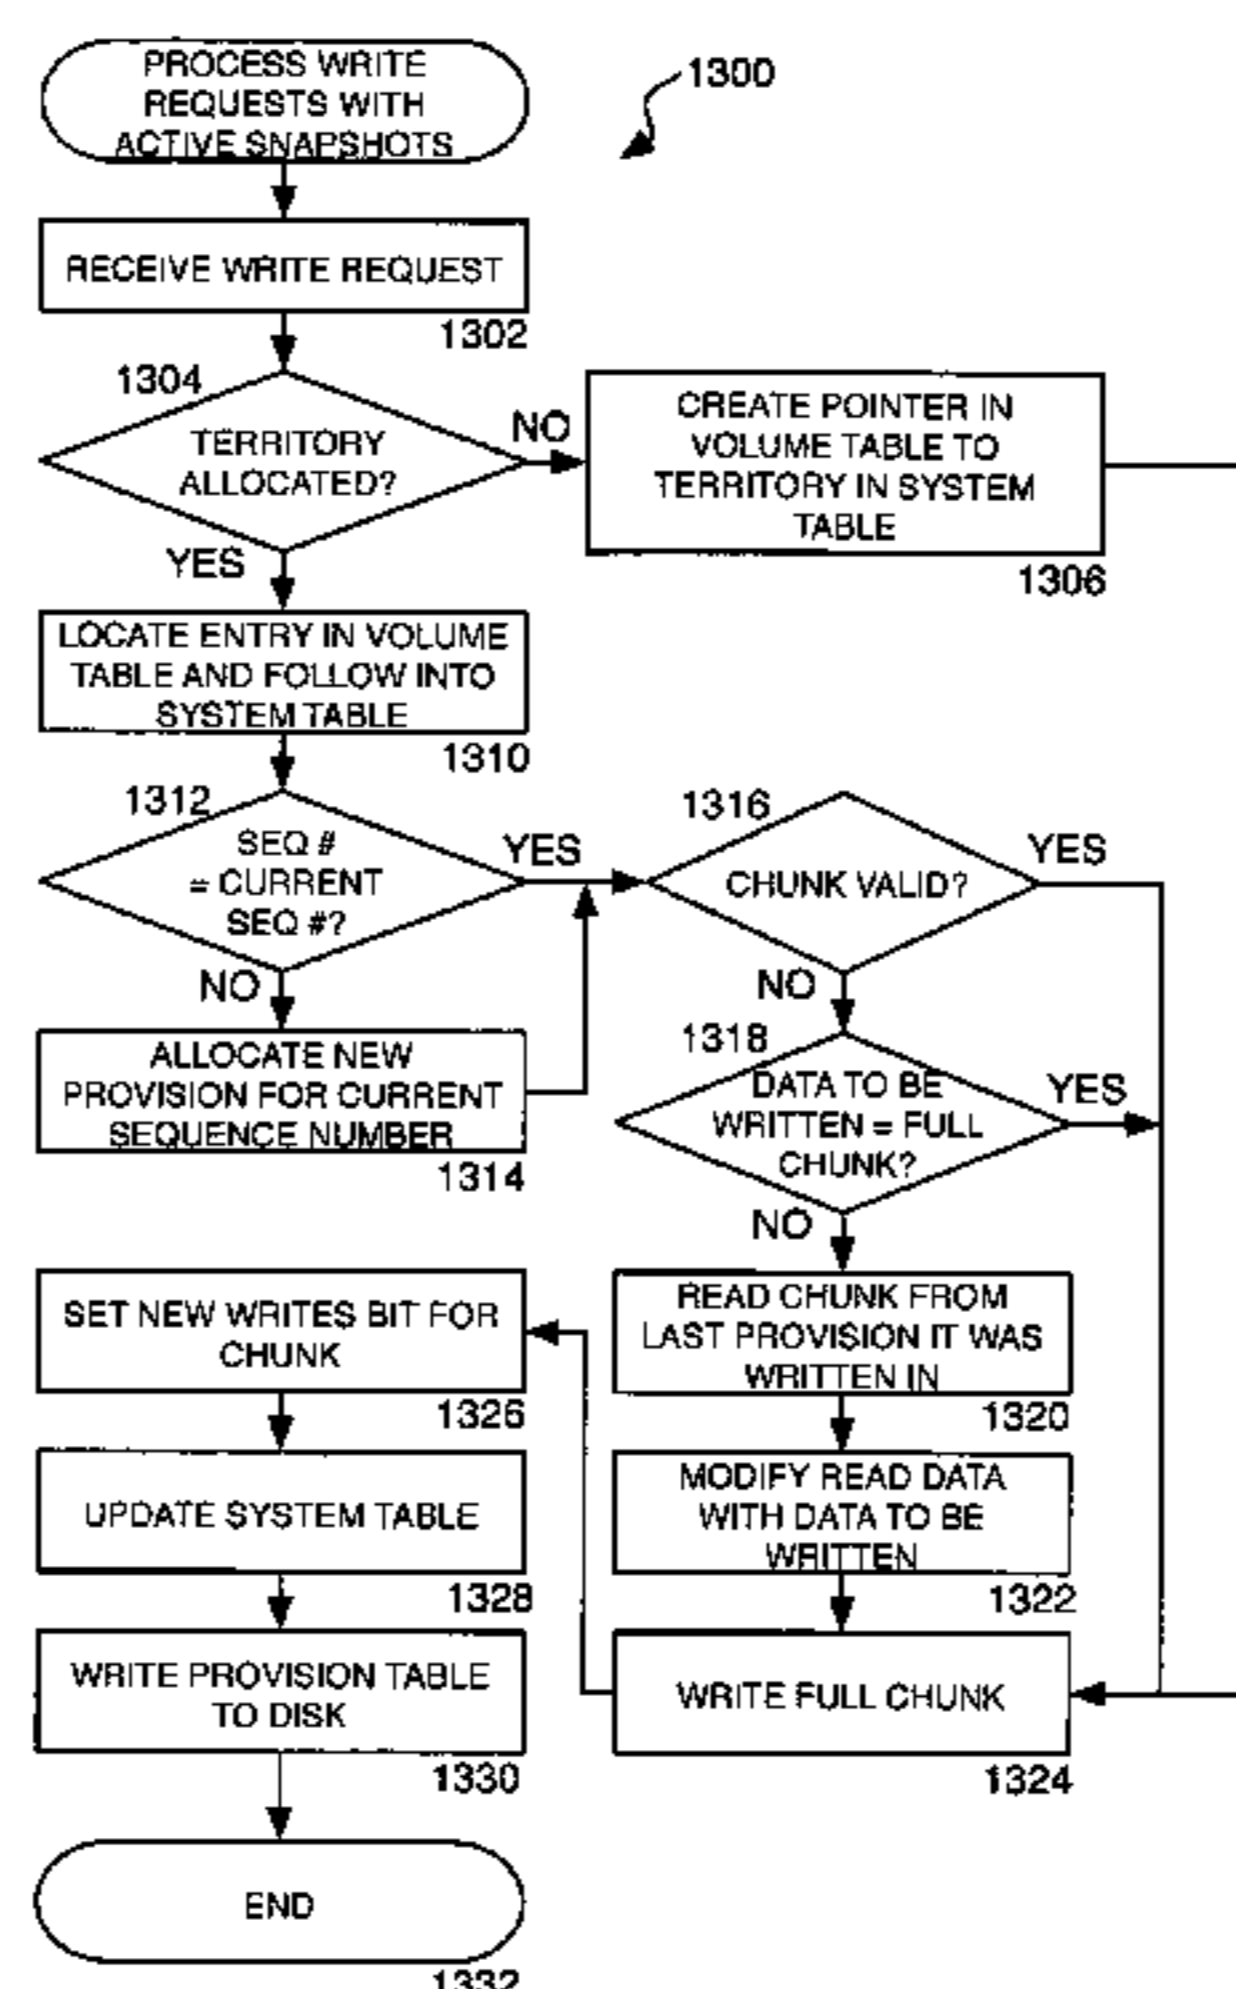 PROCESS WRITE
REQUESTS WITH
ACTIVE SNAPSHOTS
1300
RECEIVE WRITE REQUEST
1302
1304
TERRITORY
ALLOCATED?
NO
YES
CREATE POINTER IN
VOLUME TABLE TO
TERRITORY IN SYSTEM
TABLE
1306
LOCATE ENTRY IN VOLUME
TABLE AND FOLLOW INTO
SYSTEM TABLE
1310
1312
SEQ #
= CURRENT
SEQ #?
YES
NO
ALLOCATE NEW
PROVISION FOR CURRENT
SEQUENCE NUMBER
1314
1316
CHUNK VALID?
YES
NO
1318
DATA TO BE
WRITTEN = FULL
CHUNK?
YES
NO
READ CHUNK FROM
LAST PROVISION IT WAS
WRITTEN IN
1320
MODIFY READ DATA
WITH DATA TO BE
WRITTEN
1322
WRITE FULL CHUNK
1324
SET NEW WRITES BIT FOR
CHUNK
1326
UPDATE SYSTEM TABLE
1328
WRITE PROVISION TABLE
TO DISK
1330
END
1332